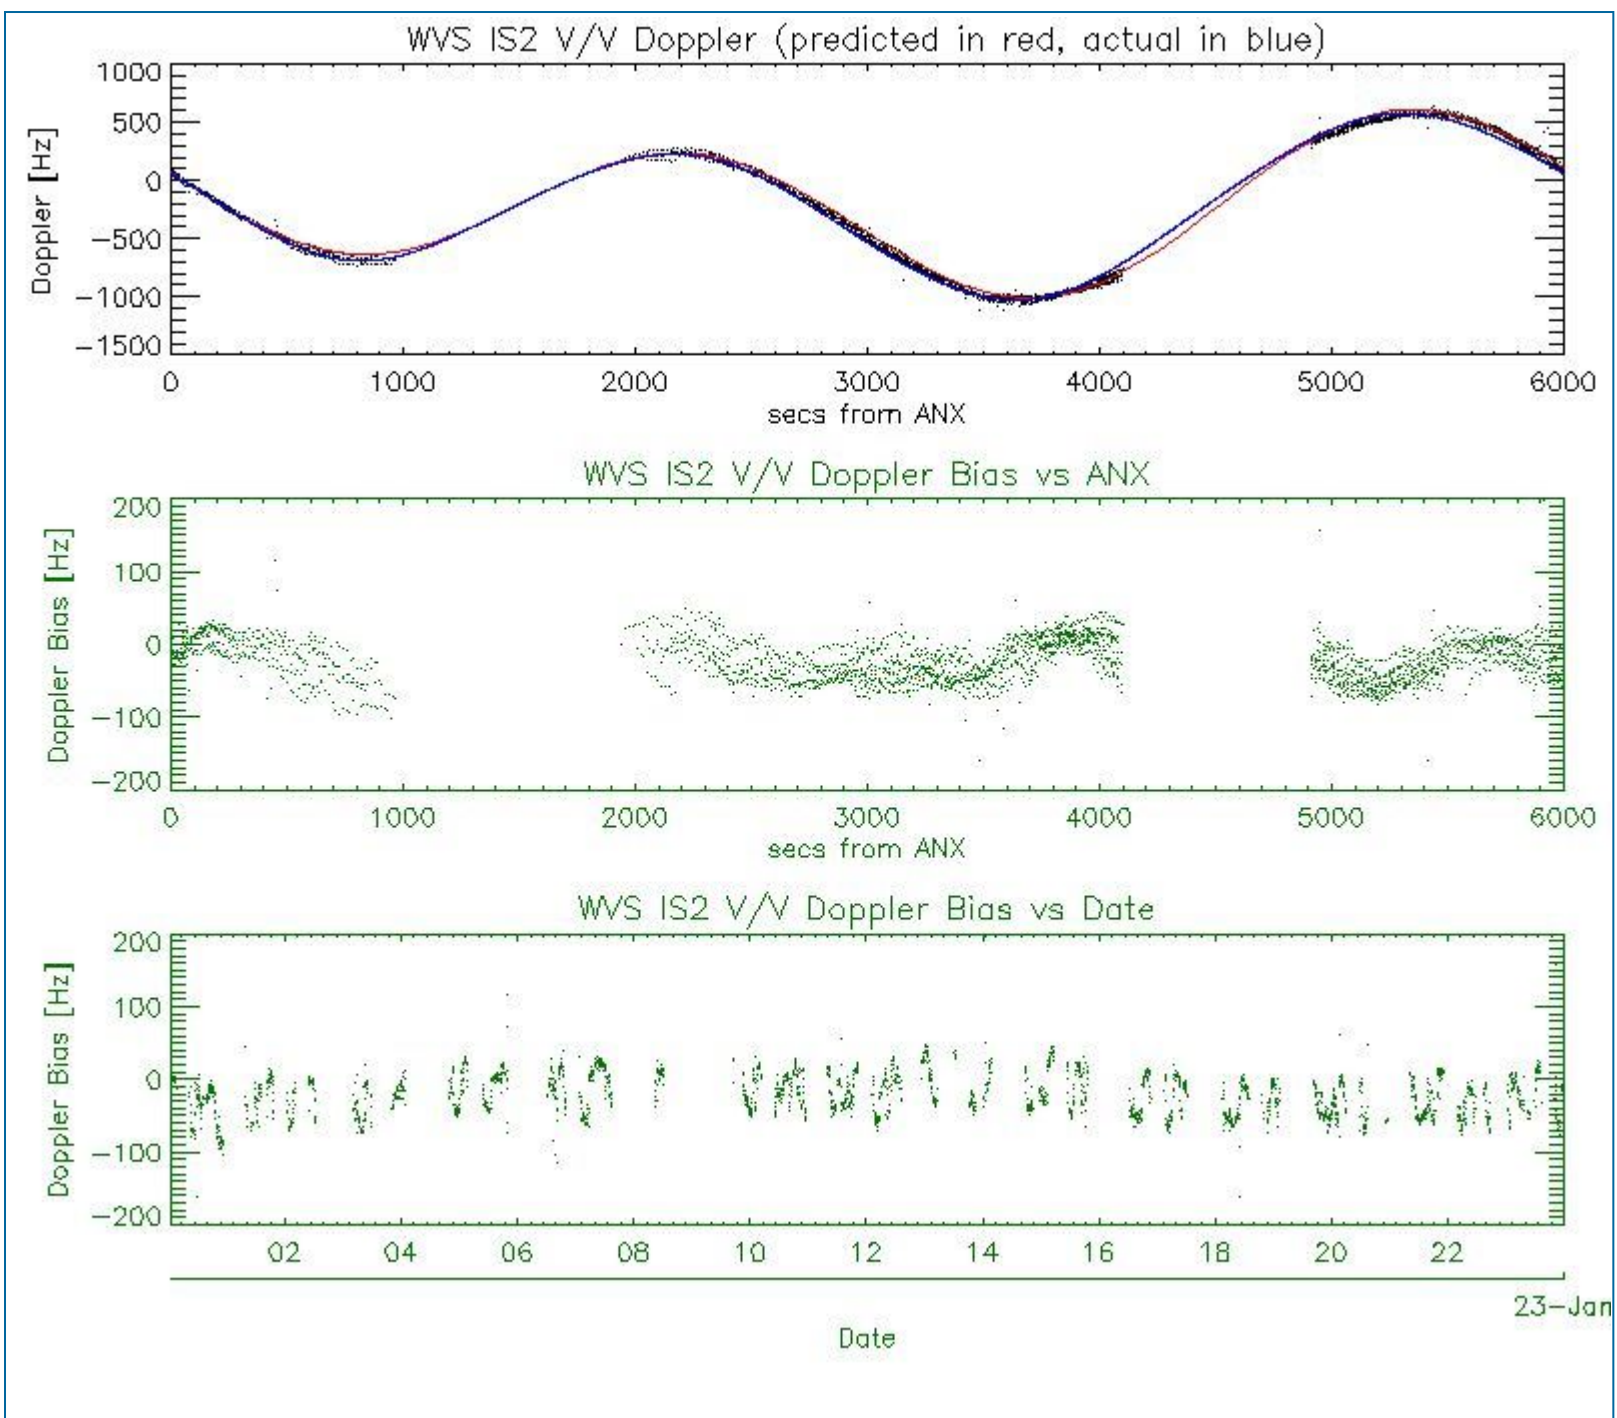 WVS IS2 V/V Doppler (predicted in red, actual in blue)
1000
500
0
-500
-1000
-1500
Doppler [Hz]
0 1000 2000 3000 4000 5000 6000
secs from ANX
WVS IS2 V/V Doppler Bias vs ANX
200
100
0
-100
-200
Doppler Bias [Hz]
0 1000 2000 3000 4000 5000 6000
secs from ANX
WVS IS2 V/V Doppler Bias vs Date
200
100
0
-100
-200
Doppler Bias [Hz]
02 04 06 08 10 12 14 16 18 20 22
23-Jan
Date